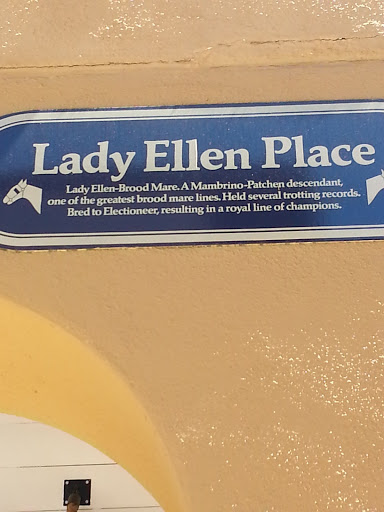 Lady Ellen Place
Lady Ellen-Brood Mare. A Mambrino-Patchen descendant,
one of the greatest brood mare lines. Held several trotting records.
Bred to Electioneer, resulting in a royal line of champions.